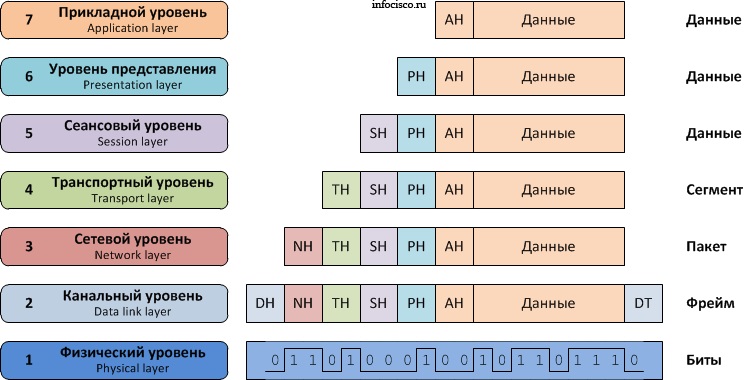 infocisco.ru
7 Прикладной уровень AH Данные Данные
Application layer
6 Уровень представления PH AH Данные Данные
Presentation layer
5 Сеансовый уровень SH PH AH Данные Данные
Session layer
4 Транспортный уровень TH SH PH AH Данные Сегмент
Transport layer
3 Сетевой уровень NH TH SH PH AH Данные Пакет
Network layer
2 Канальный уровень DH NH TH SH PH AH Данные DT Фрейм
Data link layer
1 Физический уровень 0 1 1 0 1 0 0 0 1 0 0 1 0 1 1 0 1 1 1 0 Биты
Physical layer